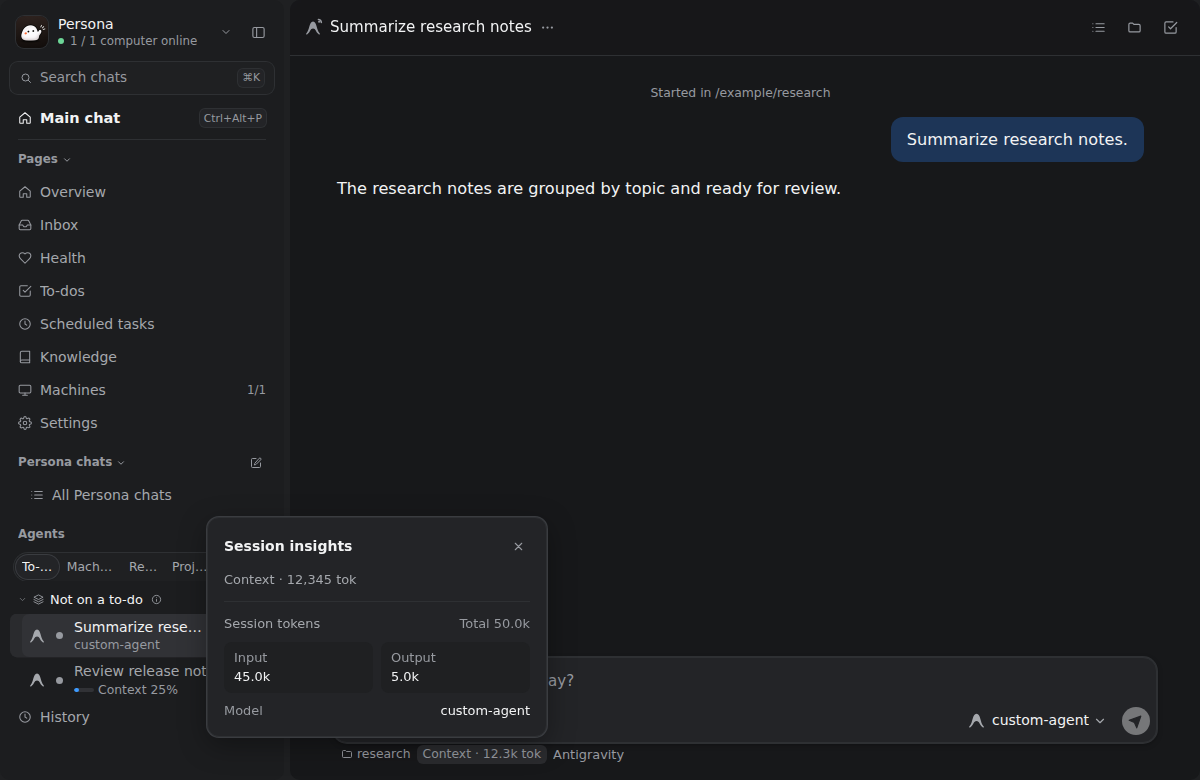 Persona
1 / 1 computer online
Search chats
⌘K
Main chat
Ctrl+Alt+P
Pages
Overview
Inbox
Health
To-dos
Scheduled tasks
Knowledge
Machines
1/1
Settings
Persona chats
All Persona chats
Agents
To-...
Mach...
Re...
Proj...
Not on a to-do
Summarize rese...
custom-agent
Review release not
Context 25%
History
Summarize research notes
Started in /example/research
Summarize research notes.
The research notes are grouped by topic and ready for review.
Session insights
Context · 12,345 tok
Session tokens
Total 50.0k
Input
45.0k
Output
5.0k
Model
custom-agent
ay?
custom-agent
research
Context · 12.3k tok
Antigravity